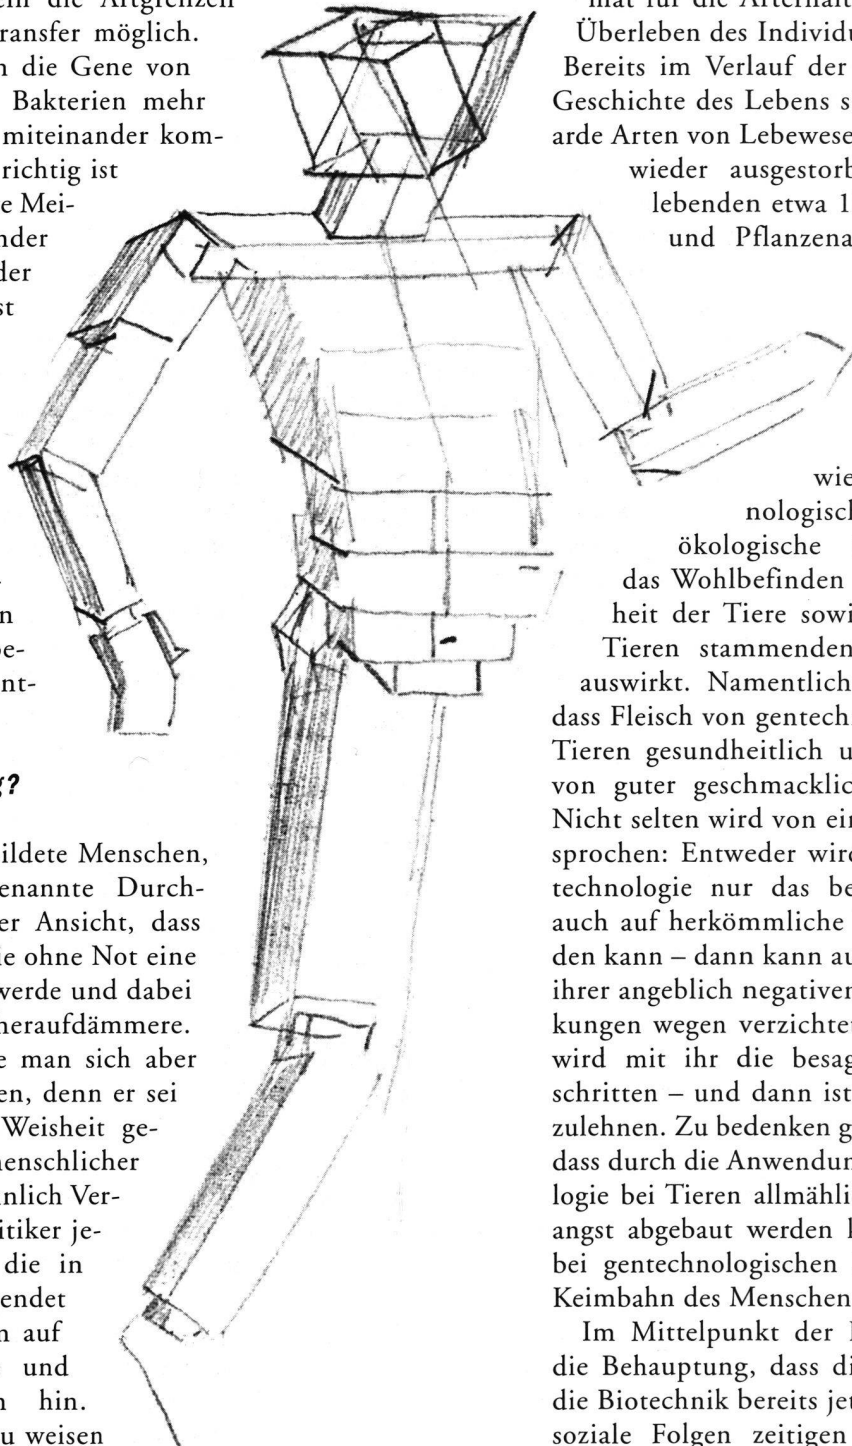 em die Artgrenzen
ransfer möglich.
n die Gene von
Bakterien mehr
miteinander kom-
richtig ist
e Mei-
nder
der
st
-
n
be-
nt-
g?
ildete Menschen,
enannte Durch-
er Ansicht, dass
ie ohne Not eine
werde und dabei
heraufdämmere.
e man sich aber
en, denn er sei
Weisheit ge-
menschlicher
nnlich Ver-
itiker je-
die in
endet
n auf
und
n hin.
u weisen
mat für die Arterhalt
Überleben des Individu
Bereits im Verlauf der
Geschichte des Lebens s
arde Arten von Lebewese
wieder ausgestorb
lebenden etwa 1
und Pflanzena
wie
nologisch
ökologische
das Wohlbefinden
heit der Tiere sowi
Tieren stammenden
auswirkt. Namentlich
dass Fleisch von gentech
Tieren gesundheitlich u
von guter geschmacklic
Nicht selten wird von ein
sprochen: Entweder wird
technologie nur das be
auch auf herkömmliche
den kann – dann kann au
ihrer angeblich negativen
kungen wegen verzichte
wird mit ihr die besag
schritten – und dann ist
zulehnen. Zu bedenken g
dass durch die Anwendun
logie bei Tieren allmähli
angst abgebaut werden k
bei gentechnologischen
Keimbahn des Menschen
Im Mittelpunkt der
die Behauptung, dass di
die Biotechnik bereits jet
soziale Folgen zeitigen